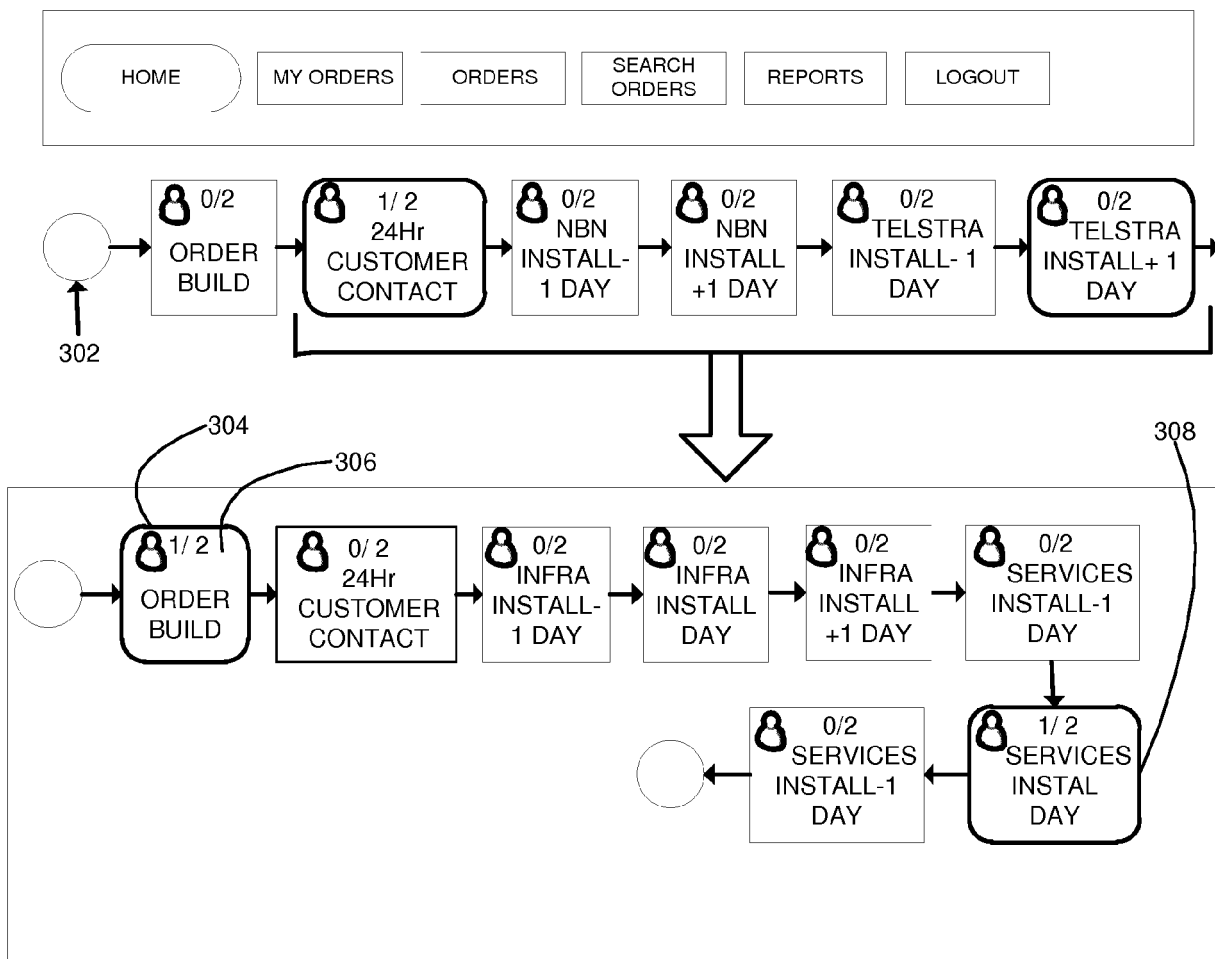 HOME
MY ORDERS
ORDERS
SEARCH
ORDERS
REPORTS
LOGOUT
0/2
ORDER
BUILD
1/ 2
24Hr
CUSTOMER
CONTACT
0/2
NBN
INSTALL-
1 DAY
0/2
NBN
INSTALL
+1 DAY
0/2
TELSTRA
INSTALL- 1
DAY
0/2
TELSTRA
INSTALL+ 1
DAY
302
304
306
308
1/ 2
ORDER
BUILD
0/ 2
24Hr
CUSTOMER
CONTACT
0/2
INFRA
INSTALL-
1 DAY
0/2
INFRA
INSTALL
DAY
0/2
INFRA
INSTALL
+1 DAY
0/2
SERVICES
INSTALL-1
DAY
0/2
SERVICES
INSTALL-1
DAY
1/ 2
SERVICES
INSTAL
DAY